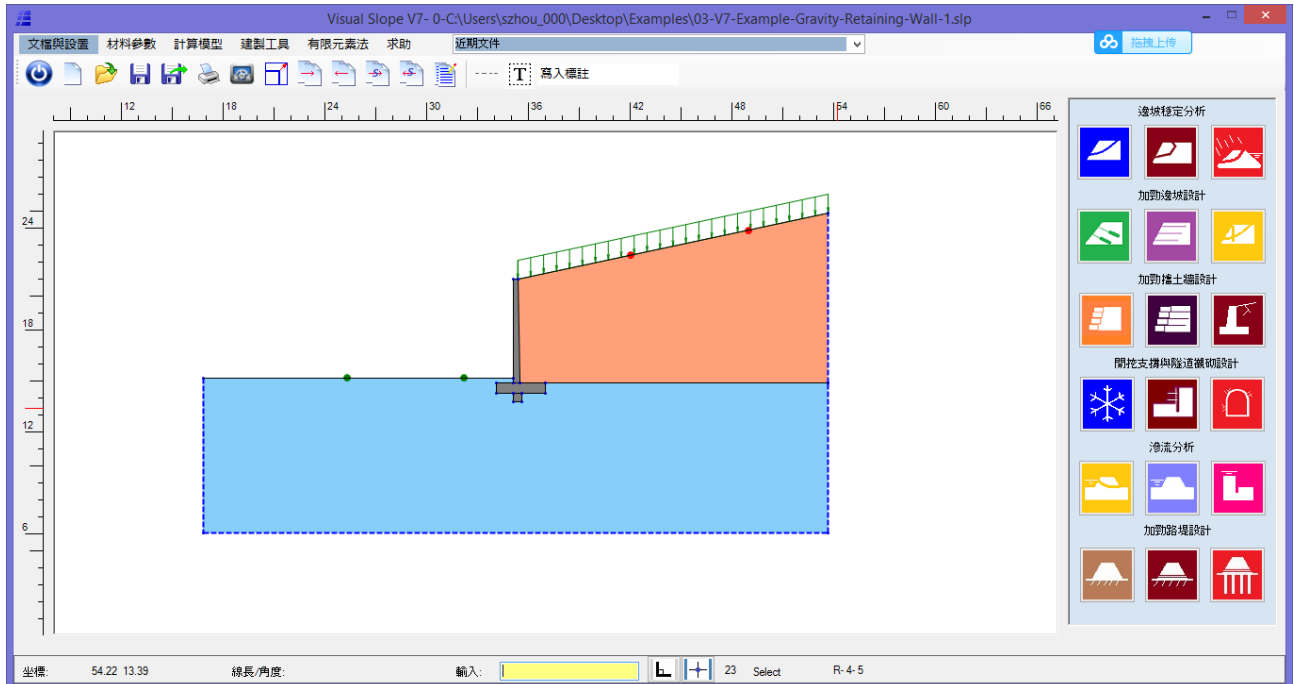 Visual Slope V7- 0-C:\Users\szhou_000\Desktop\Examples\03-V7-Example-Gravity-Retaining-Wall-1.slp
文檔與設置 材料參數 計算模型 建製工具 有限元素法 求助 近期文件
拖拽上传
T 寫入標註
12 18 24 30 36 42 48 54 60 66
24
18
12
6
邊坡穩定分析
加勁邊坡設計
加勁擋土牆設計
開挖支撐與隧道襯砌設計
滲流分析
加勁路堤設計
坐標: 54.22 13.39 線長/角度: 輸入: 23 Select R- 4- 5